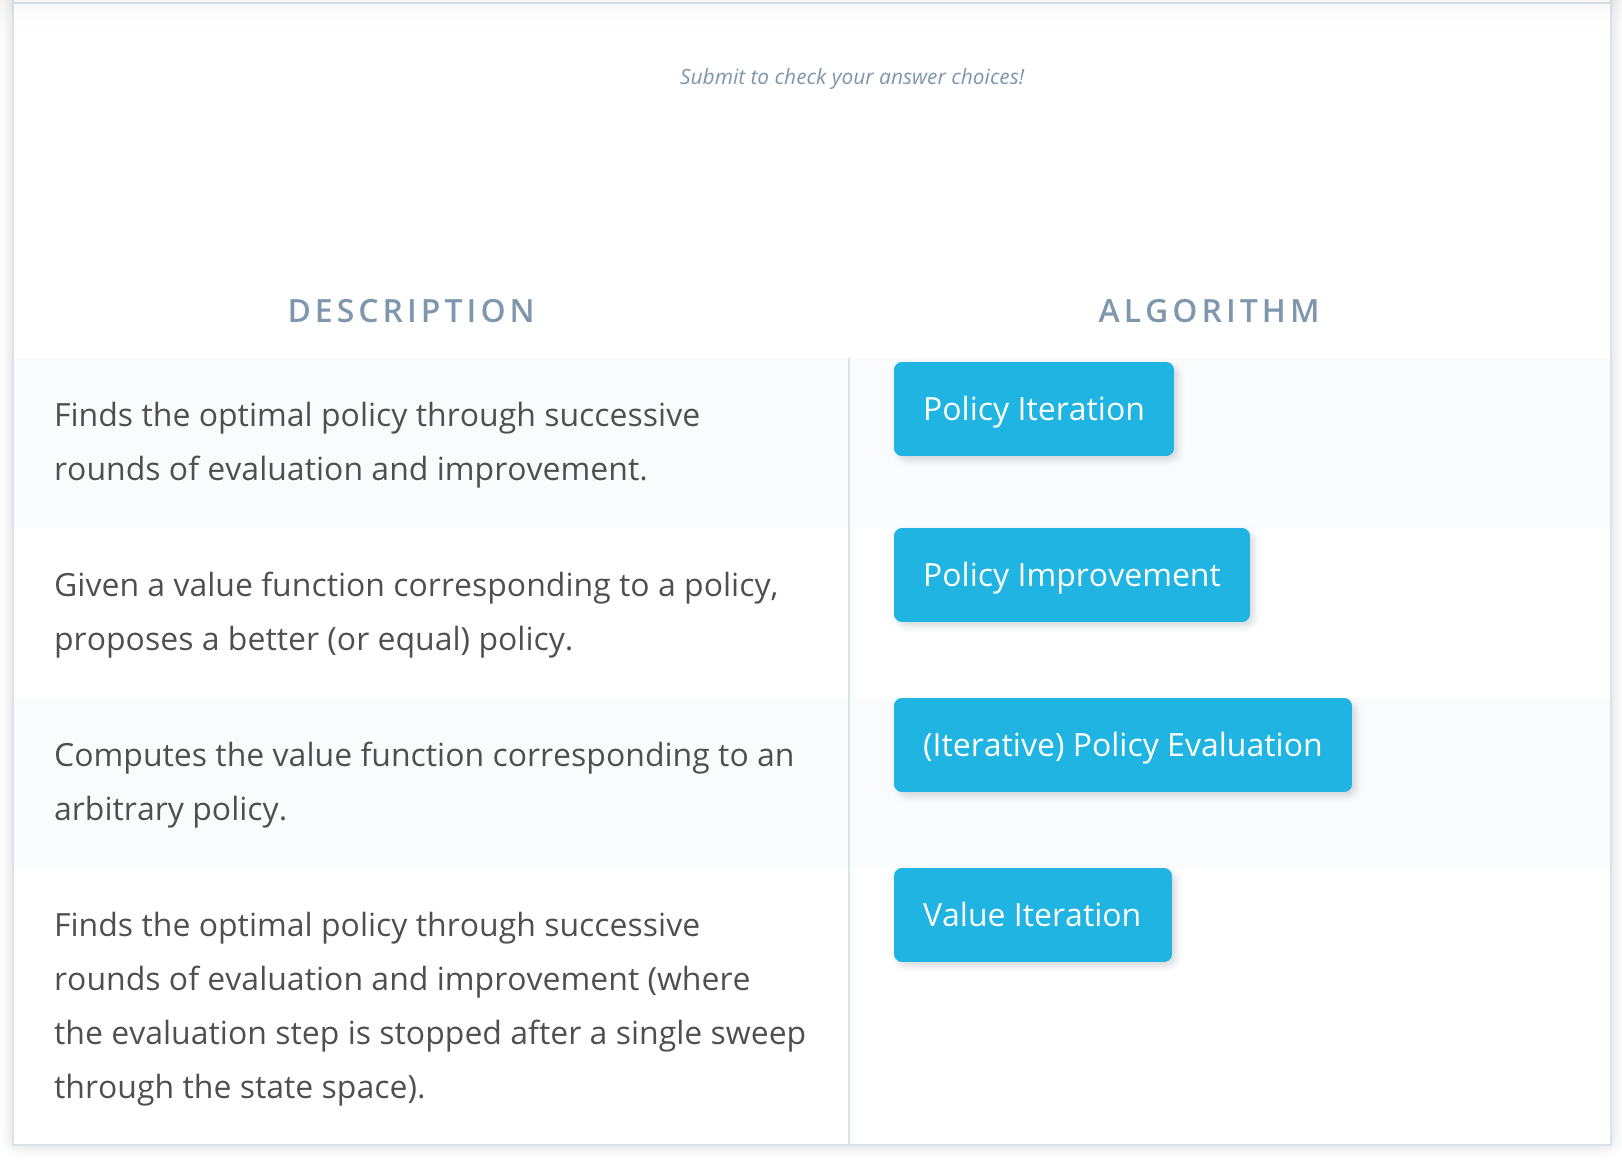 Submit to check your answer choices!
DESCRIPTION
ALGORITHM
Finds the optimal policy through successive
rounds of evaluation and improvement.
Policy Iteration
Given a value function corresponding to a policy,
proposes a better (or equal) policy.
Policy Improvement
Computes the value function corresponding to an
arbitrary policy.
(Iterative) Policy Evaluation
Finds the optimal policy through successive
rounds of evaluation and improvement (where
the evaluation step is stopped after a single sweep
through the state space).
Value Iteration